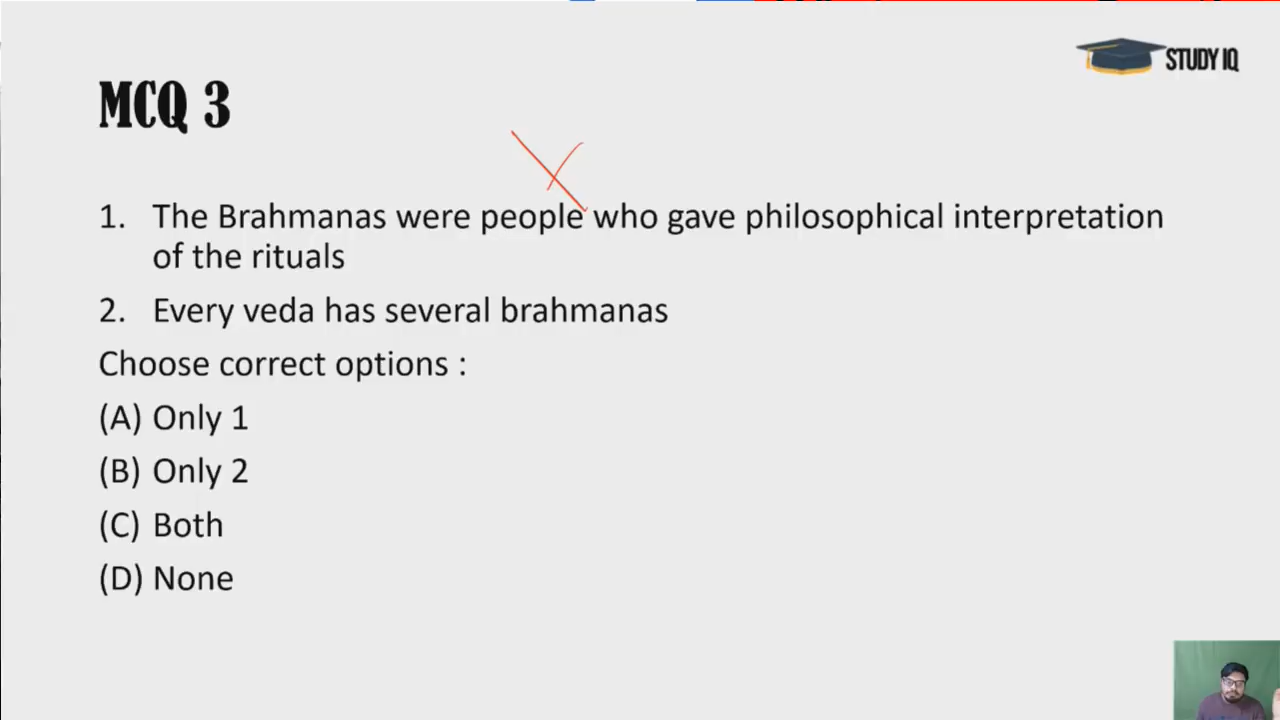 STUDY IQ
MCQ 3
1. The Brahmanas were people who gave philosophical interpretation
of the rituals
2. Every veda has several brahmanas
Choose correct options :
(A) Only 1
(B) Only 2
(C) Both
(D) None